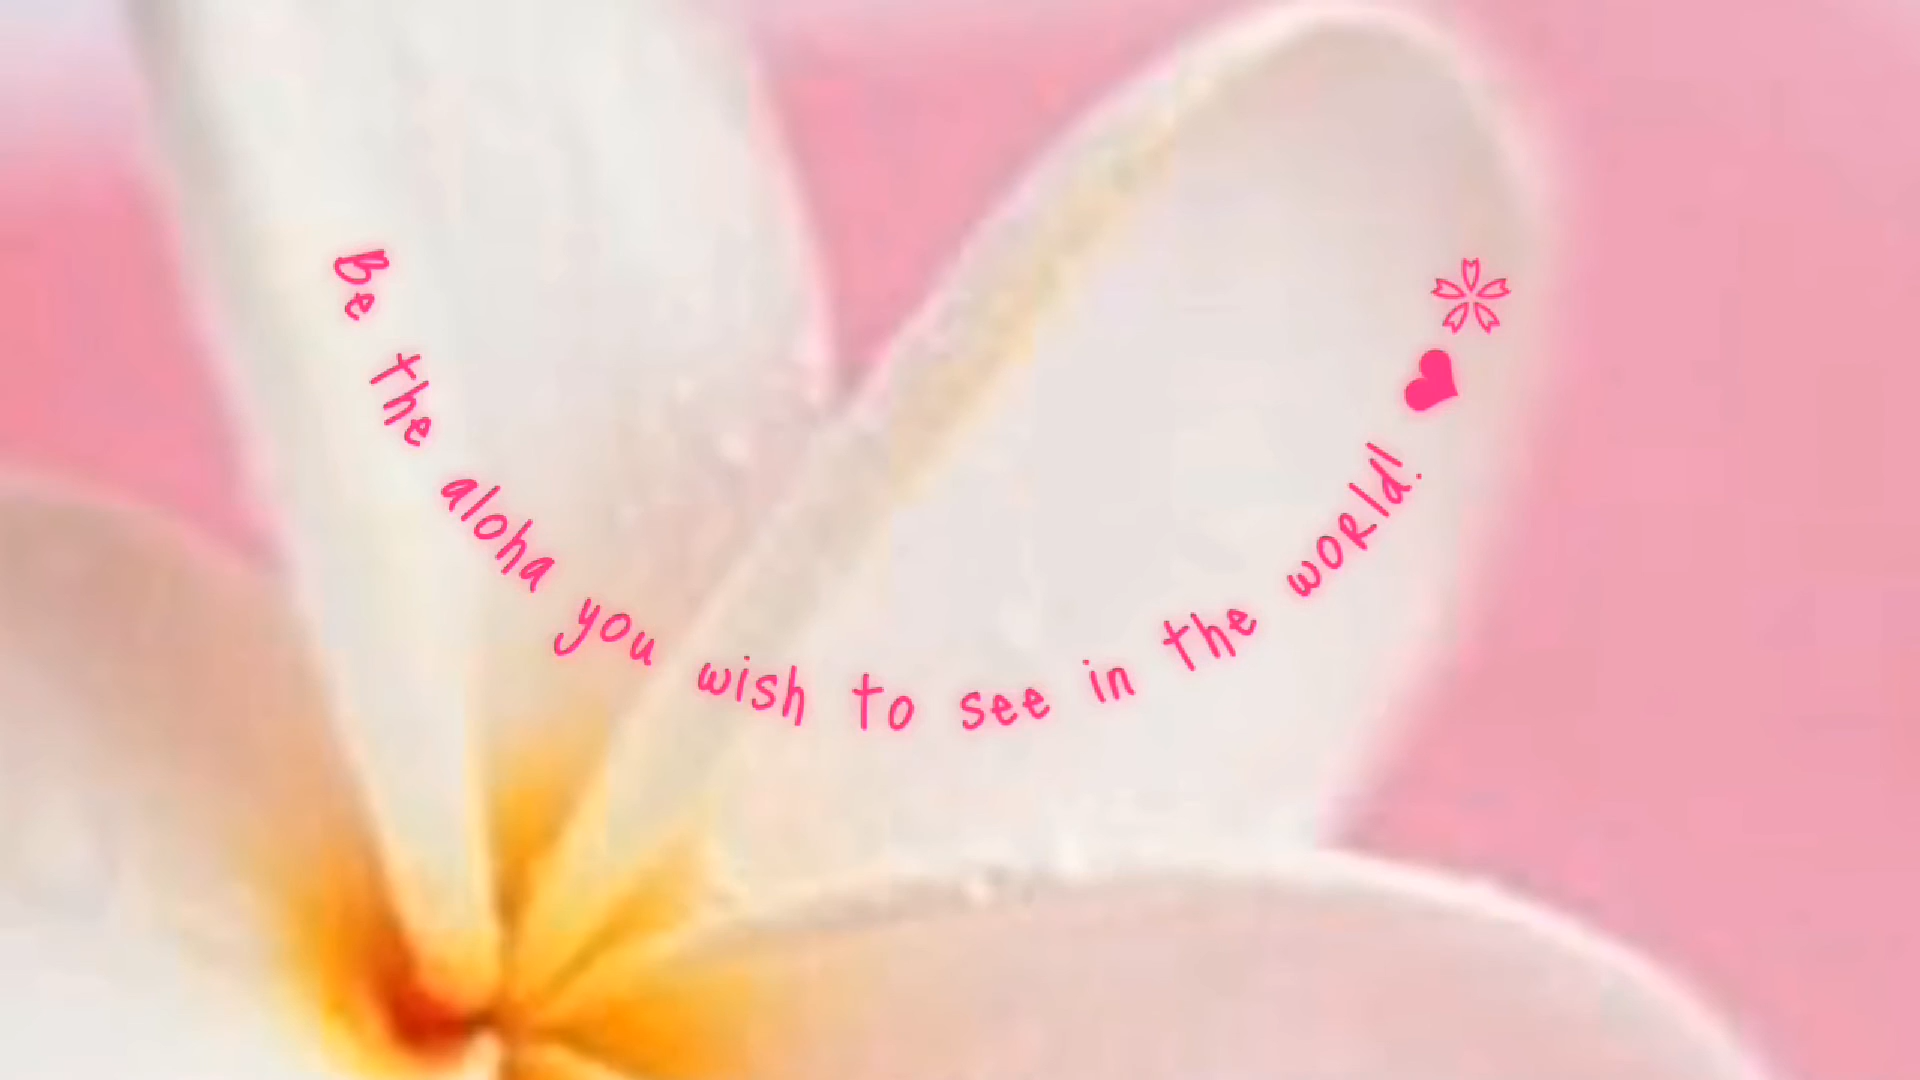 Be the aloha you wish to see in the world! ♥ 🌸